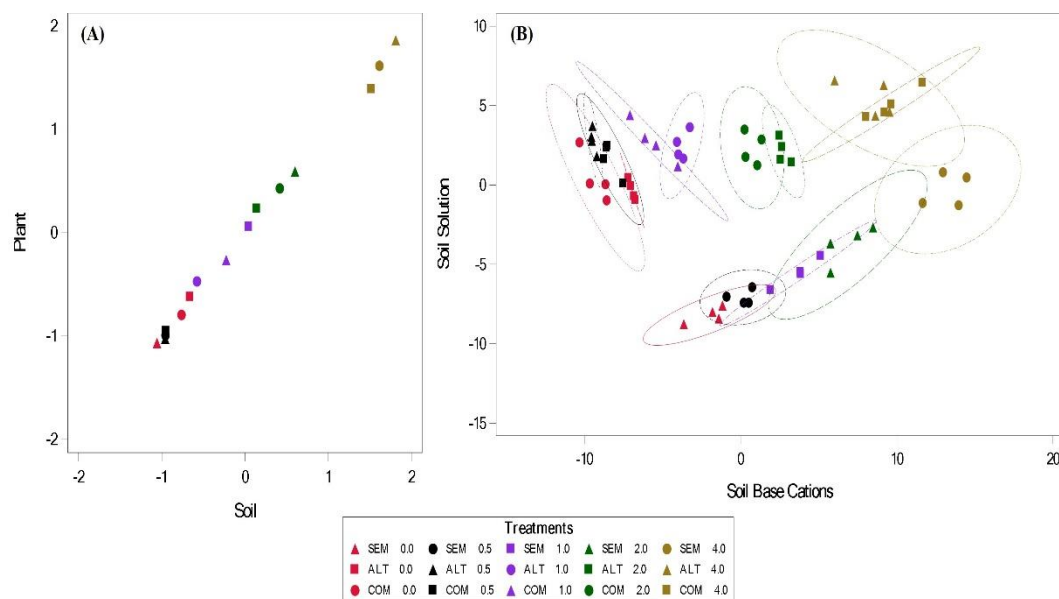 (A)
2
1
0
-1
-2
Plant
-2 -1 0 1 2
Soil
(B)
10
5
0
-5
-10
-15
Soil Solution
-10 0 10 20
Soil Base Cations
Treatments
SEM 0.0 SEM 0.5 SEM 1.0 SEM 2.0 SEM 4.0
ALT 0.0 ALT 0.5 ALT 1.0 ALT 2.0 ALT 4.0
COM 0.0 COM 0.5 COM 1.0 COM 2.0 COM 4.0